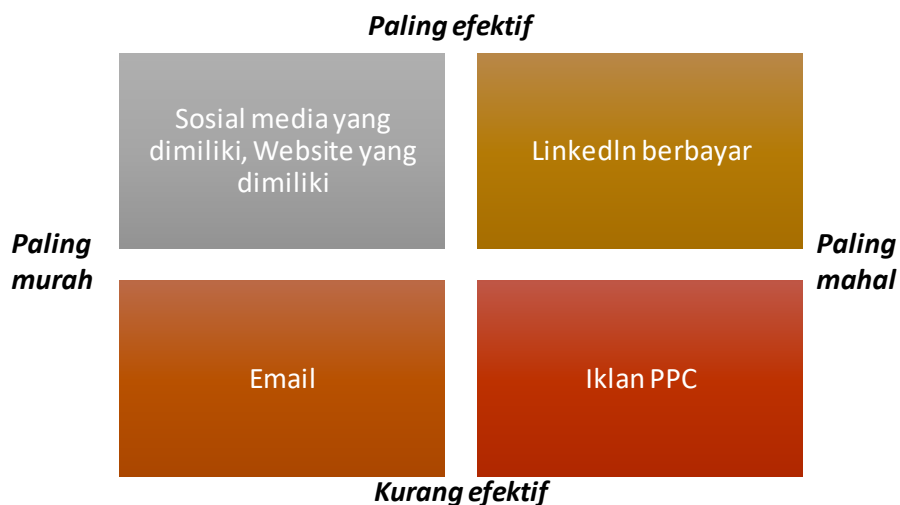 Paling efektif
Sosial media yang
dimiliki, Website yang
dimiliki
LinkedIn berbayar
Paling
murah
Paling
mahal
Email
Iklan PPC
Kurang efektif